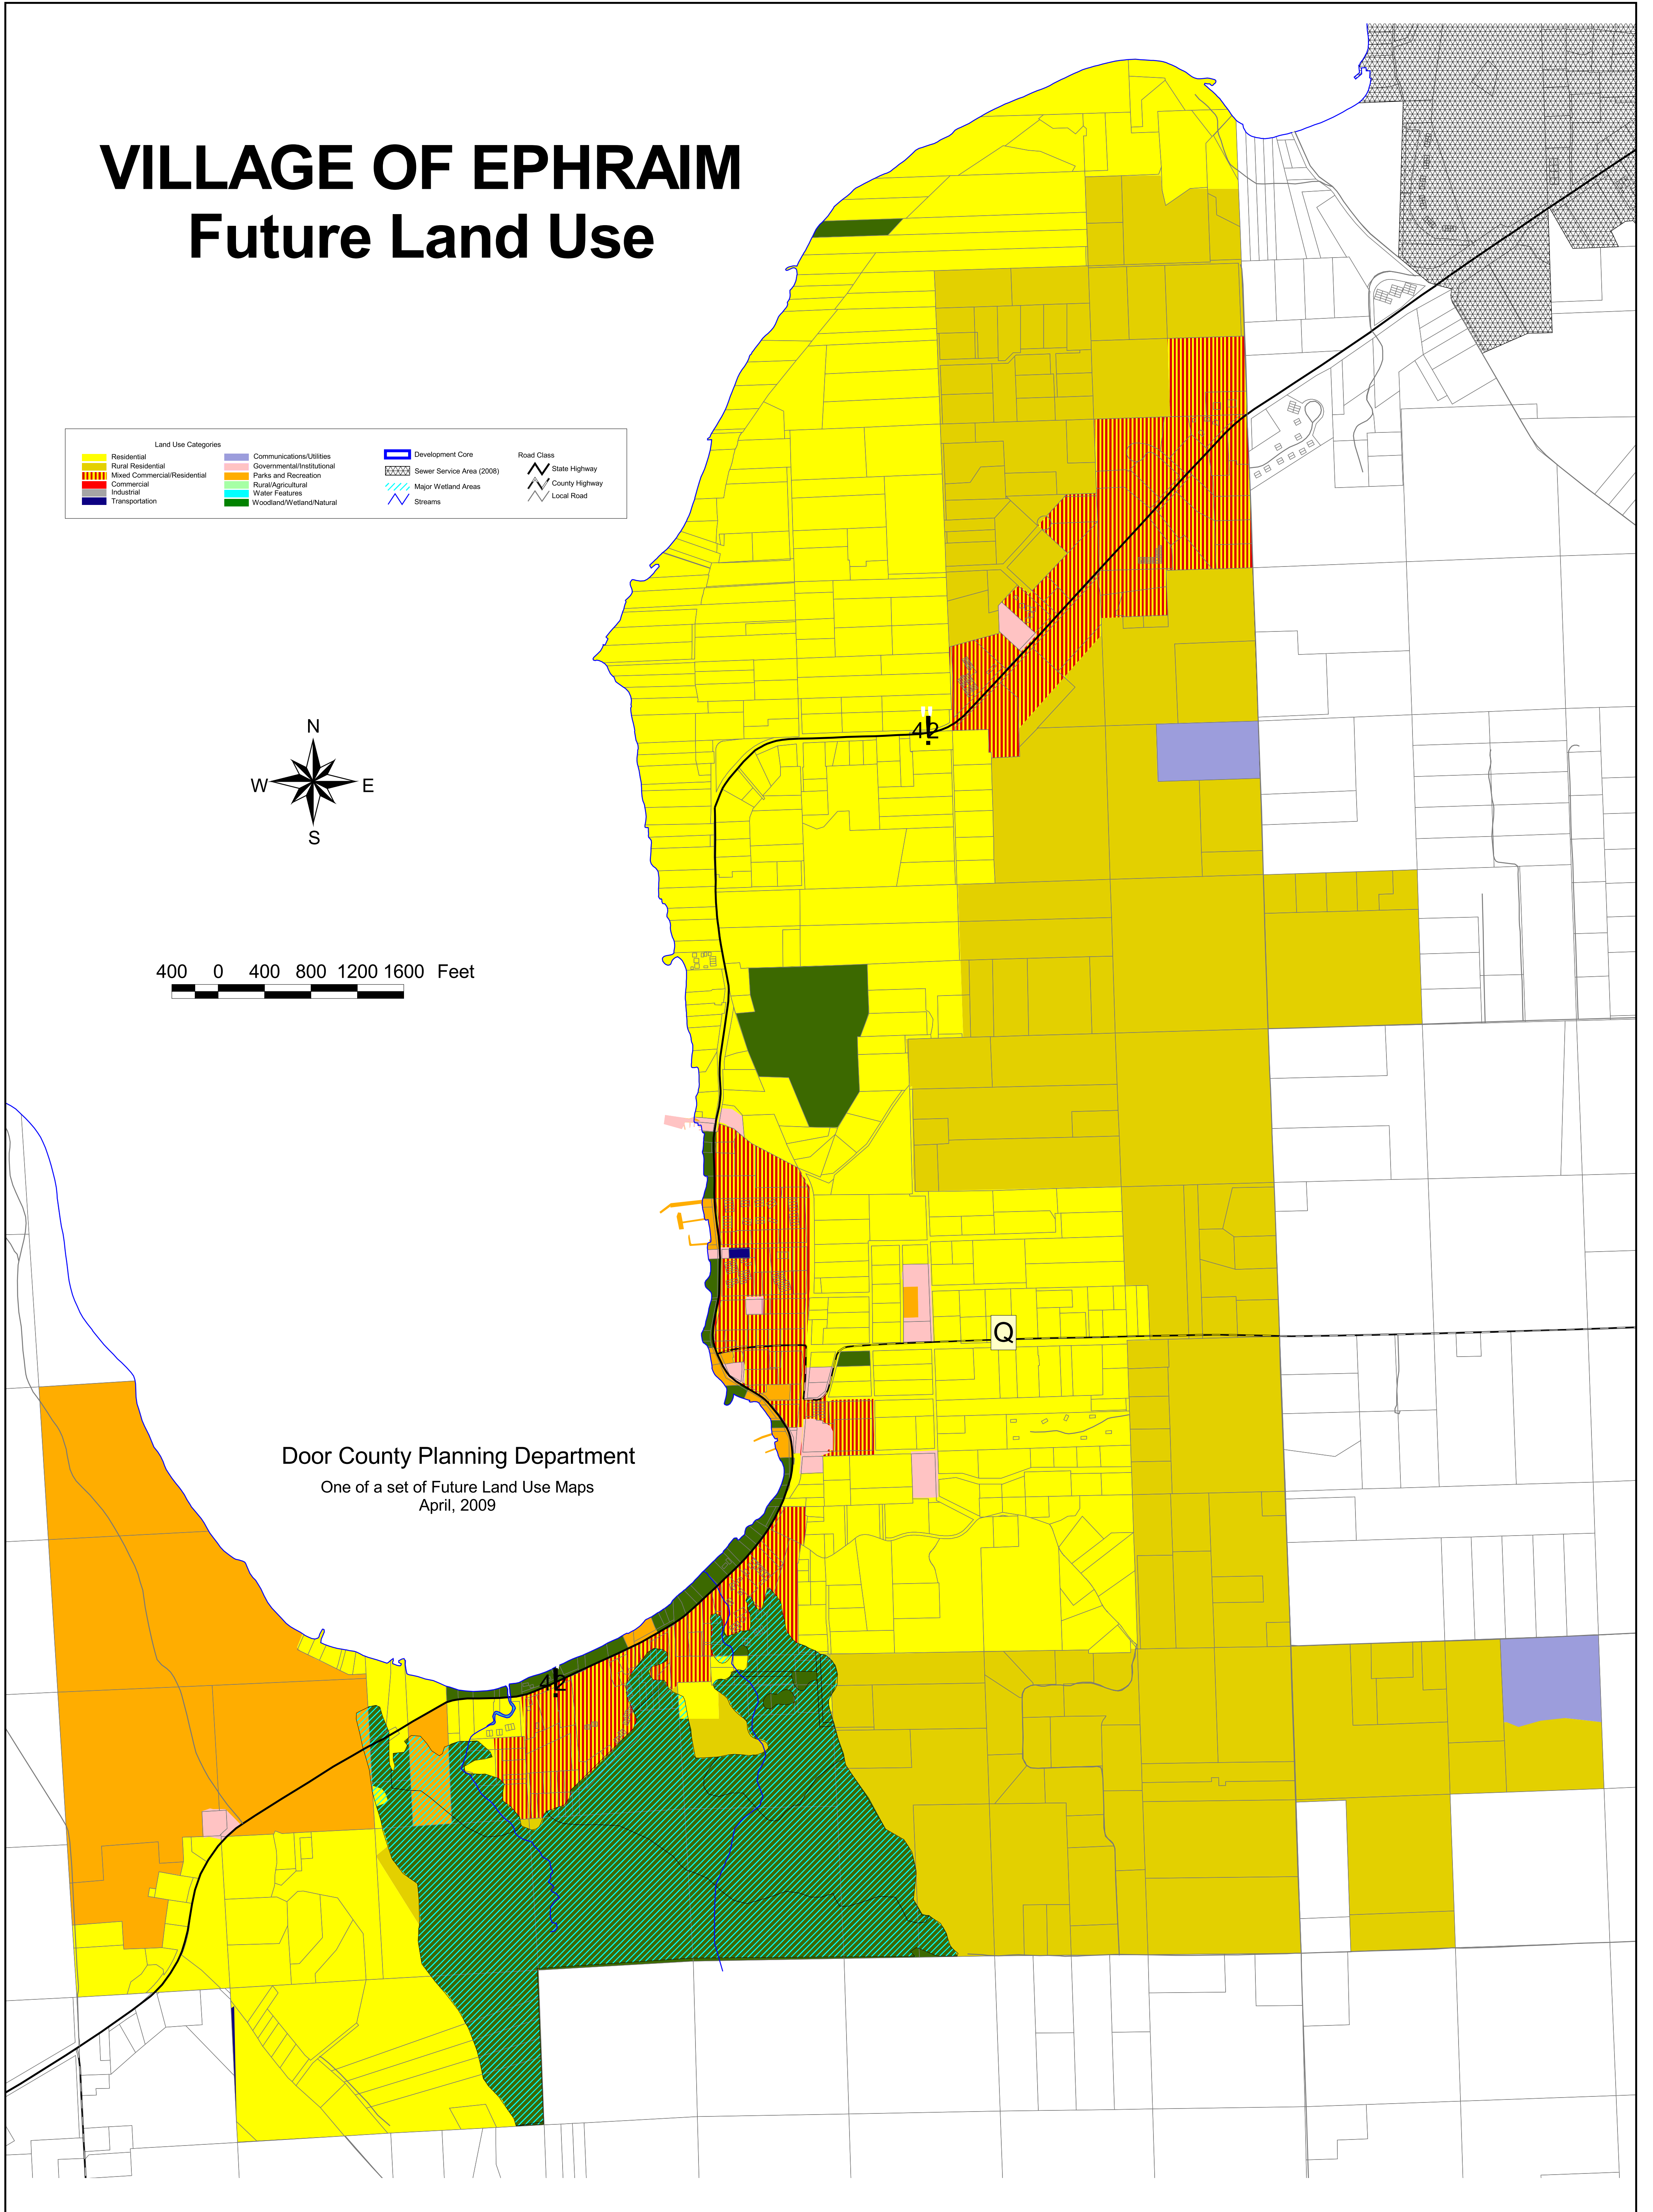 VILLAGE OF EPHRAIM
Future Land Use
Land Use Categories
Residential
Rural Residential
Mixed Commercial/Residential
Commercial
Industrial
Transportation
Communications/Utilities
Governmental/Institutional
Parks and Recreation
Rural/Agricultural
Water Features
Woodland/Wetland/Natural
Development Core
Sewer Service Area (2008)
Major Wetland Areas
Streams
Road Class
State Highway
County Highway
Local Road
N
W E
S
42
400 0 400 800 1200 1600 Feet
Q
Door County Planning Department
One of a set of Future Land Use Maps
April, 2009
42